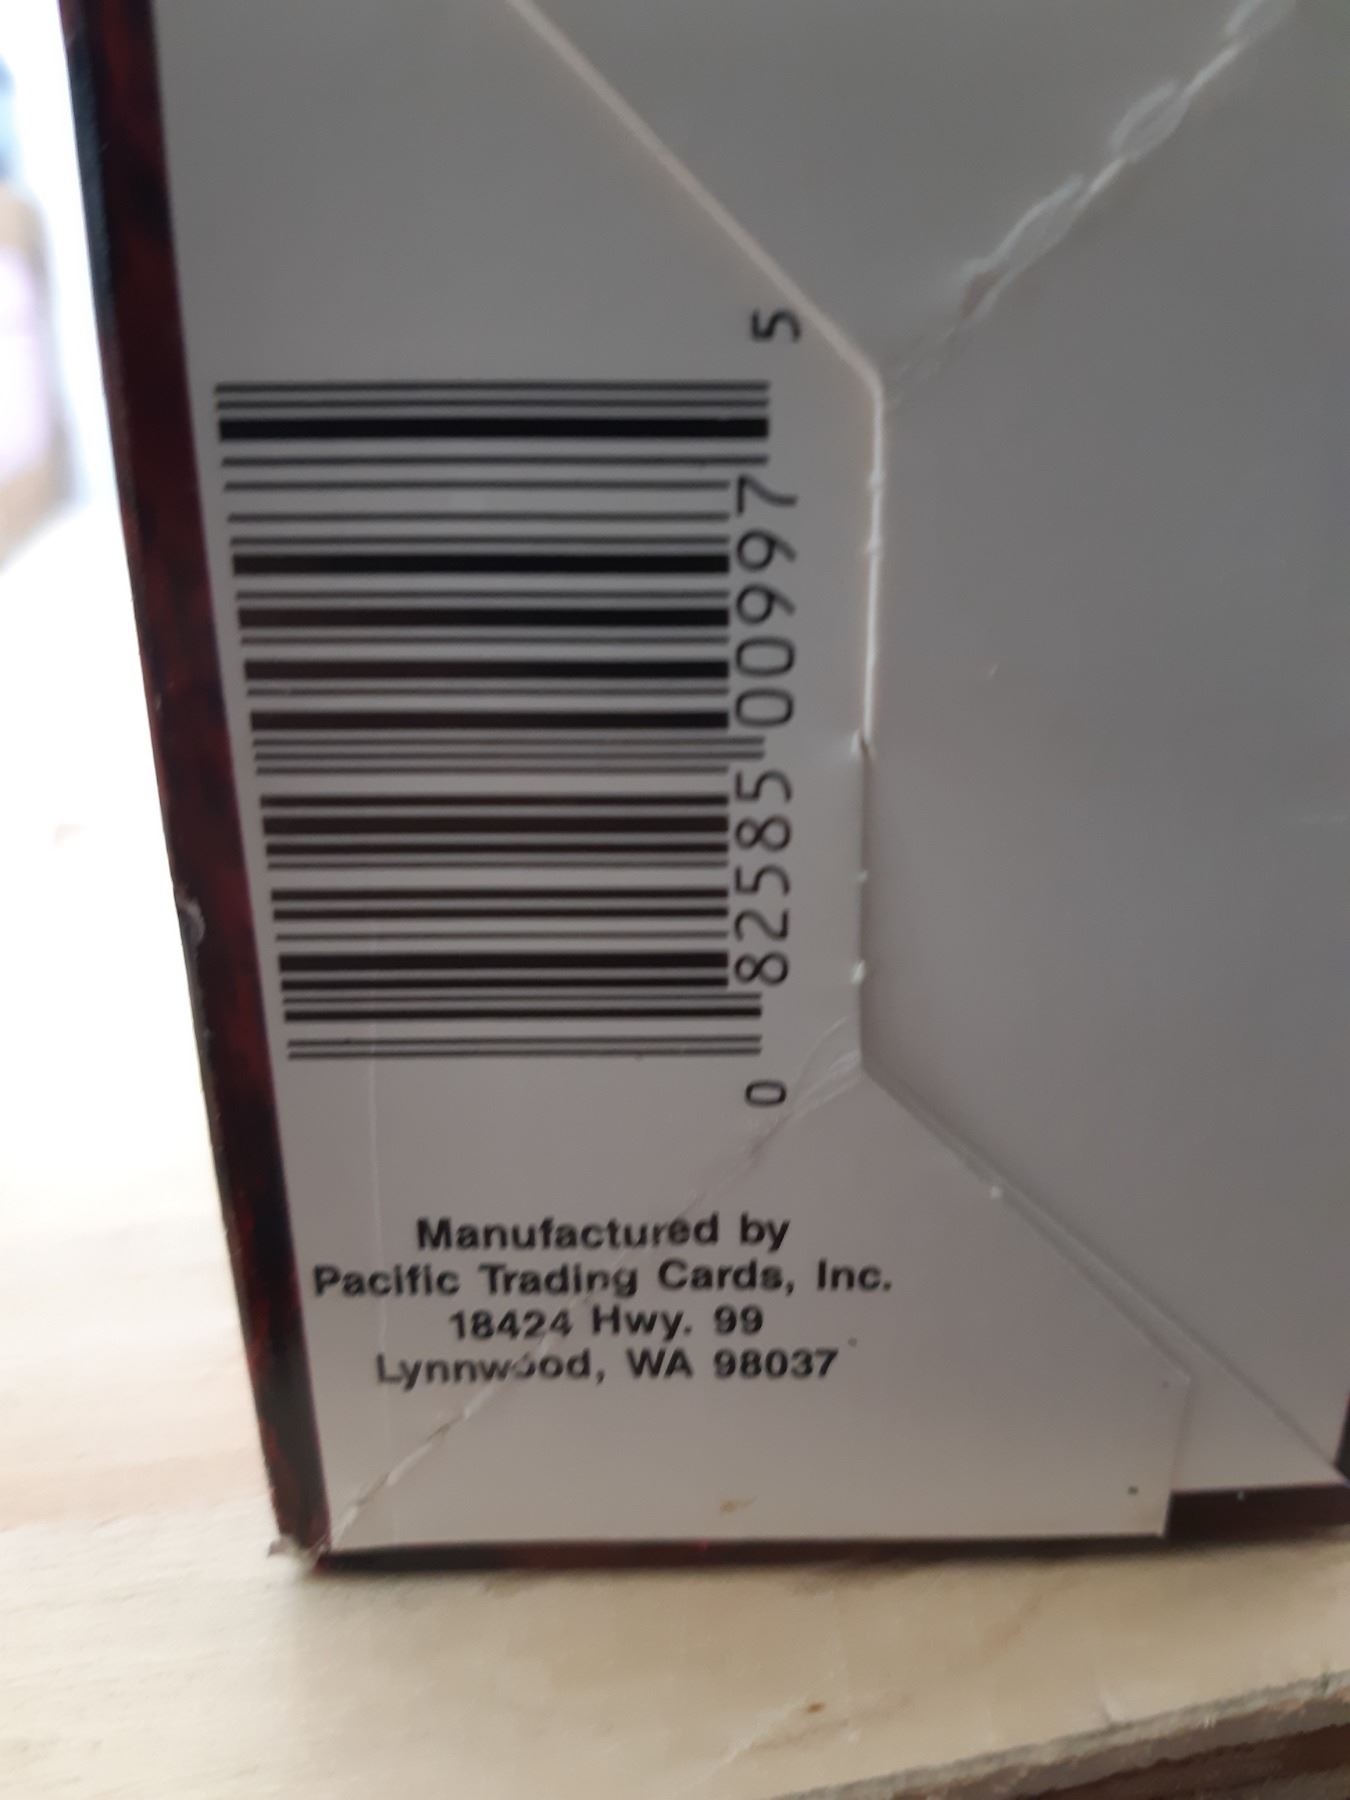 0 82585 00997 5
Manufactured by
Pacific Trading Cards, Inc.
18424 Hwy. 99
Lynnwood, WA 98037